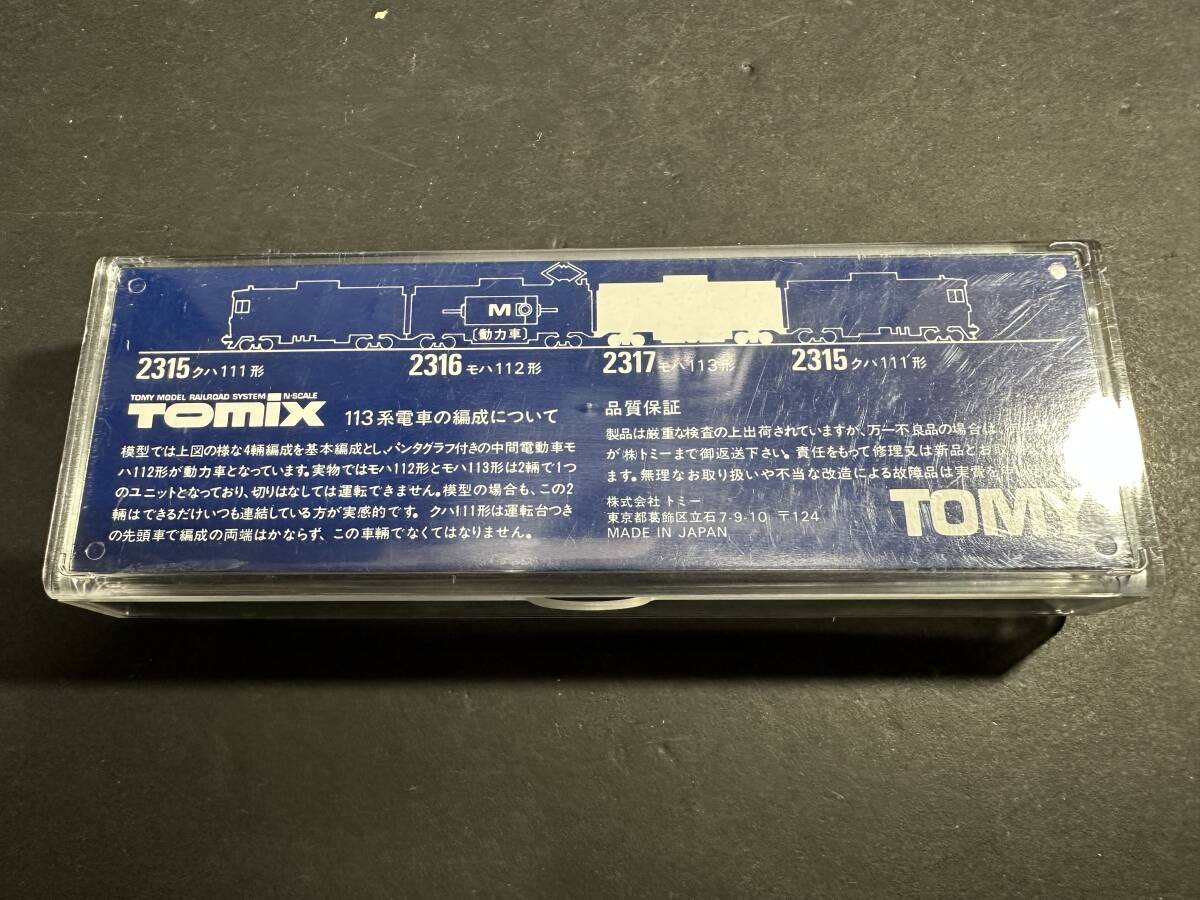 M
[動力車]
2315 クハ111形
2316 モハ112形
2317 モハ113形
2315 クハ111形
TOMY MODEL RAILROAD SYSTEM N-SCALE
TOMIX
113系電車の編成について
模型では上図の様な4輛編成を基本編成とし、パンタグラフ付きの中間電動車モ
ハ112形が動力車となっています。実物ではモハ112形とモハ113形は2輛で1つ
のユニットとなっており、切りはなしては運転できません。模型の場合も、この2
輛はできるだけいつも連結している方が実感的です。クハ111形は運転台つき
の先頭車で編成の両端はかならず、この車輛でなくてはなりません。
品質保証
製品は厳重な検査の上出荷されていますが、万一不良品の場合は、
が(株)トミーまで御返送下さい。責任をもって修理又は新品とお
ます。無理なお取り扱いや不当な改造による故障品は実費を
株式会社 トミー
東京都葛飾区立石7-9-10 〒124
MADE IN JAPAN
TOMY